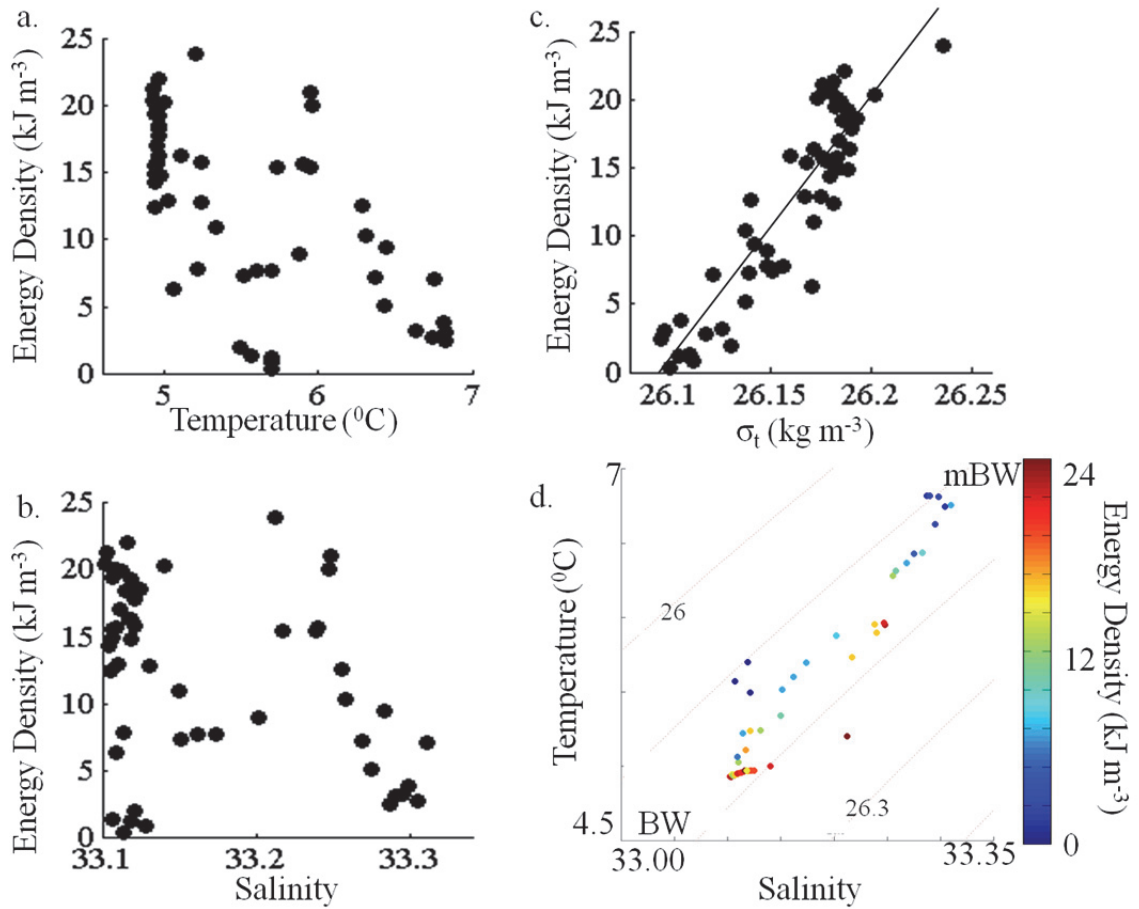 a.
Energy Density (kJ m⁻³)
25
20
15
10
5
0
5
6
7
Temperature (⁰C)
c.
Energy Density (kJ m⁻³)
25
20
15
10
5
0
26.1
26.15
26.2
26.25
σt (kg m⁻³)
b.
Energy Density (kJ m⁻³)
25
20
15
10
5
0
33.1
33.2
33.3
Salinity
d.
Temperature (⁰C)
7
4.5
mBW
26
26.3
BW
33.00
33.35
Salinity
24
12
0
Energy Density (kJ m⁻³)